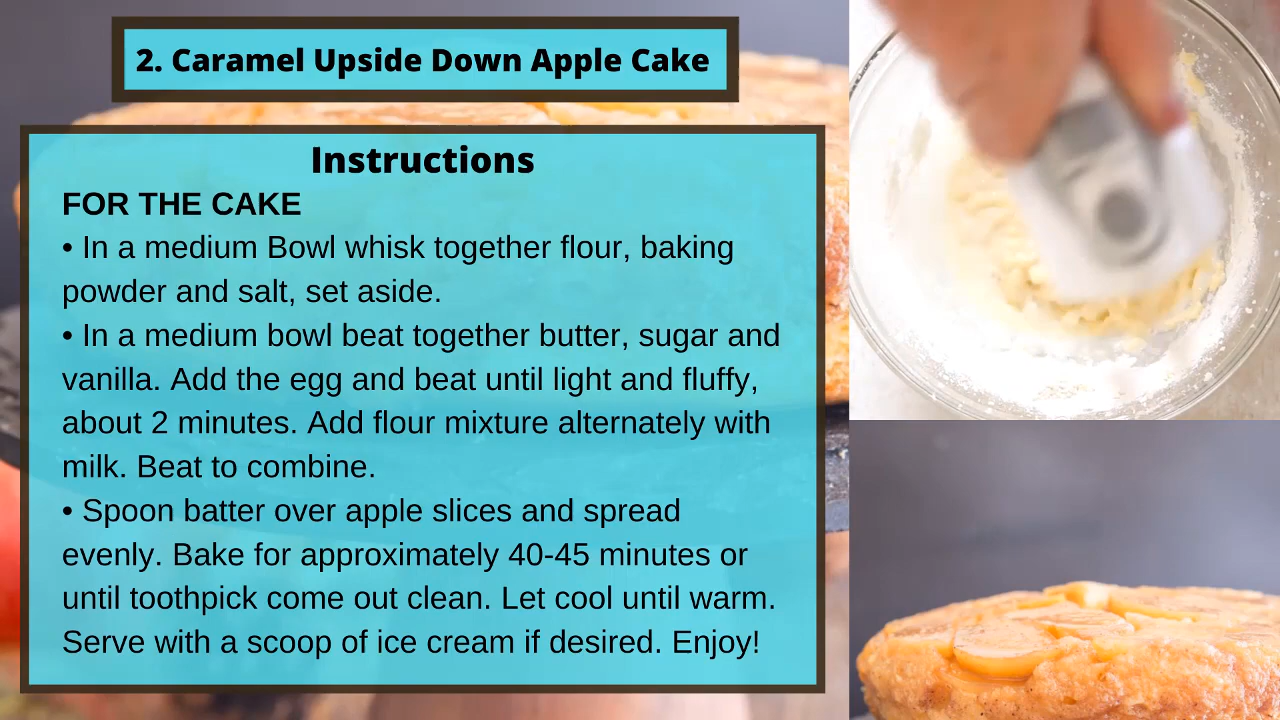 2. Caramel Upside Down Apple Cake
Instructions
FOR THE CAKE
• In a medium Bowl whisk together flour, baking
powder and salt, set aside.
• In a medium bowl beat together butter, sugar and
vanilla. Add the egg and beat until light and fluffy,
about 2 minutes. Add flour mixture alternately with
milk. Beat to combine.
• Spoon batter over apple slices and spread
evenly. Bake for approximately 40-45 minutes or
until toothpick come out clean. Let cool until warm.
Serve with a scoop of ice cream if desired. Enjoy!